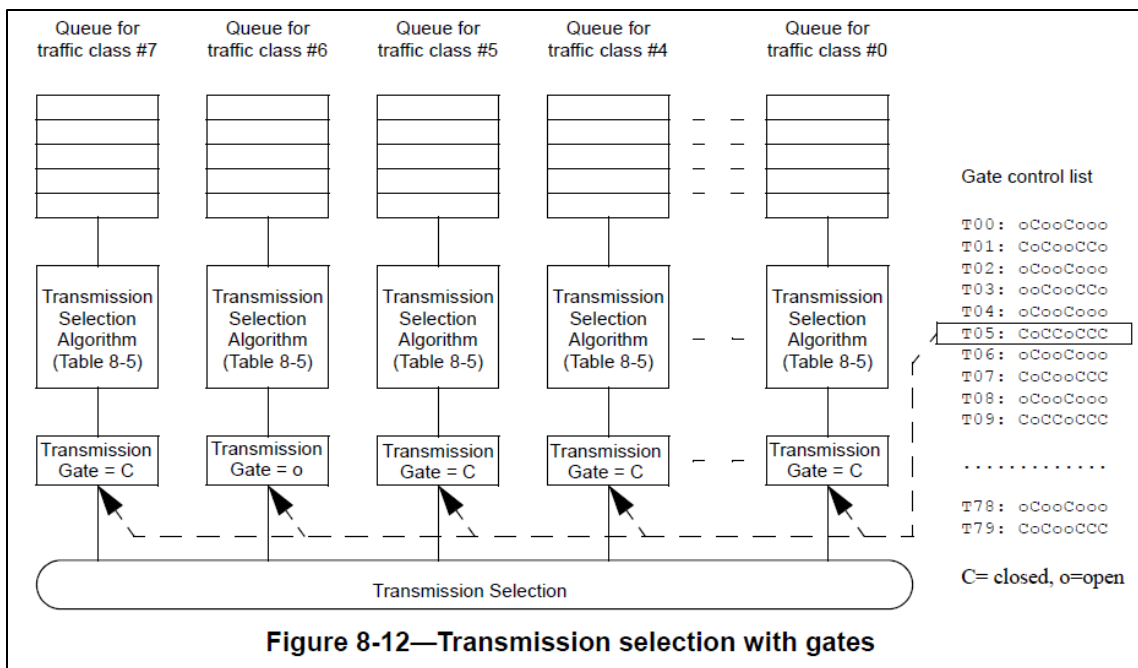 Queue for
traffic class #7
Queue for
traffic class #6
Queue for
traffic class #5
Queue for
traffic class #4
Queue for
traffic class #0
Transmission
Selection
Algorithm
(Table 8-5)
Transmission
Selection
Algorithm
(Table 8-5)
Transmission
Selection
Algorithm
(Table 8-5)
Transmission
Selection
Algorithm
(Table 8-5)
Transmission
Selection
Algorithm
(Table 8-5)
Transmission
Gate = C
Transmission
Gate = o
Transmission
Gate = C
Transmission
Gate = C
Transmission
Gate = C
Transmission Selection
Gate control list
T00: oCooCooo
T01: CoCooCCo
T02: oCooCooo
T03: ooCooCCo
T04: oCooCooo
T05: CoCCoCCC
T06: oCooCooo
T07: CoCooCCC
T08: oCooCooo
T09: CoCCoCCC
.............
T78: oCooCooo
T79: CoCooCCC
C= closed, o=open
Figure 8-12—Transmission selection with gates